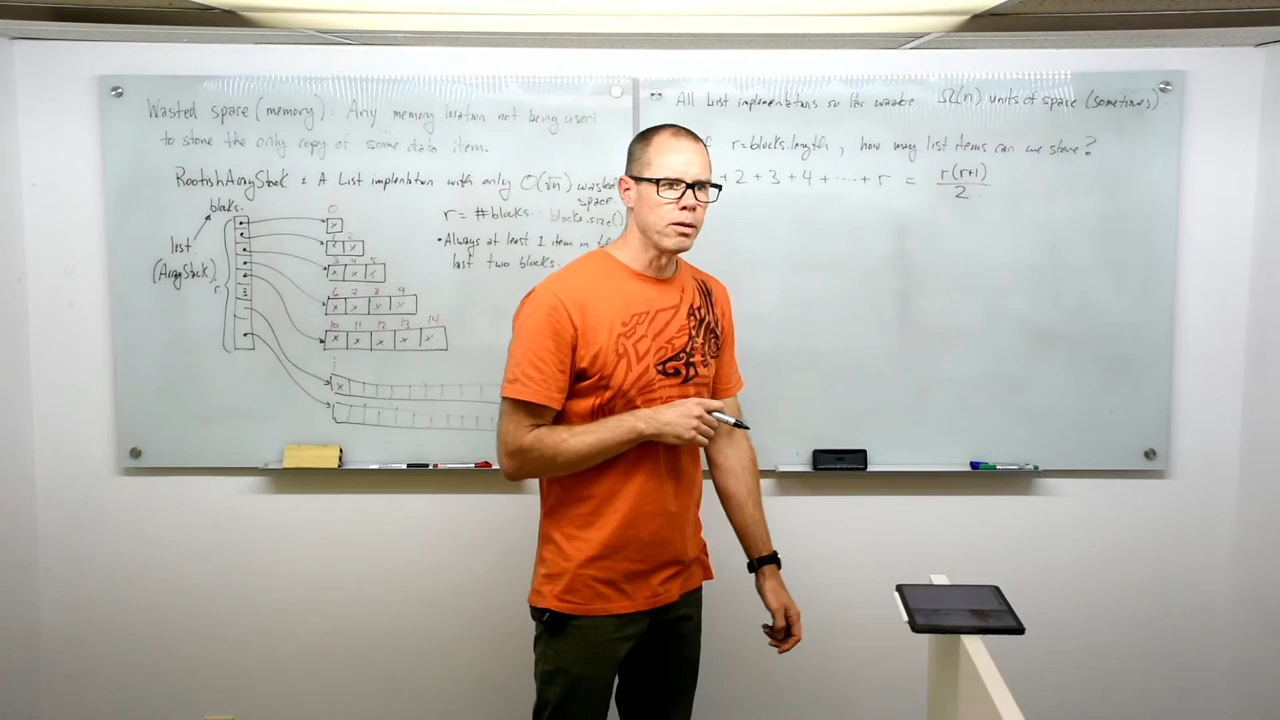 Wasted space (memory): Any memory location not being used
to store the only copy of some data item.
RootishArrayStack : A List implentation with only O(√n) wasted
space.
blocks
r = #blocks blocks.size()
• Always at least 1 item in
last two blocks.
list
(ArrayStack)
r
0
2
3 4 5
6 7 8 9
10 11 12 13 14
All List implementations so far waste Ω(n) units of space (sometimes).
r=blocks.length, how may list items can we store?
+ 2 + 3 + 4 + ... + r = r(r+1)
2